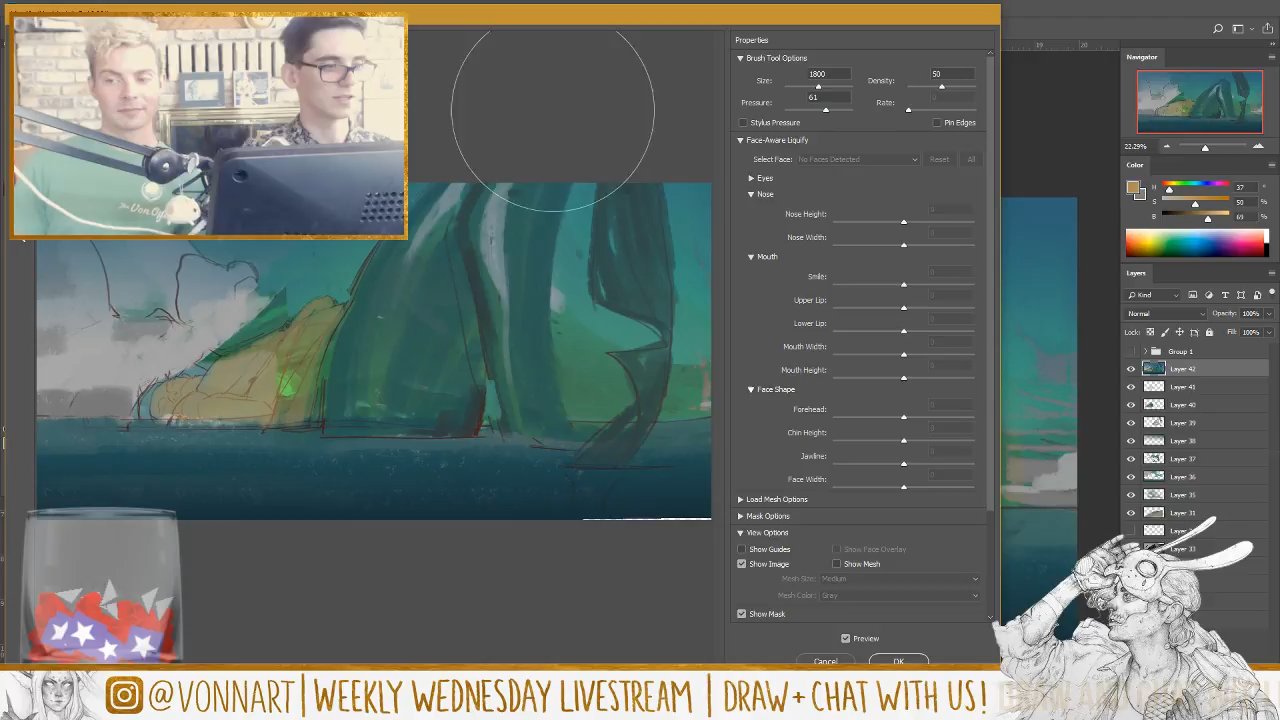 Properties
Brush Tool Options
Size: 1800 Density: 50
Pressure: 61 Rate:
Stylus Pressure Pin Edges
Face-Aware Liquify
Select Face: No Faces Detected Reset All
Eyes
Nose
Nose Height:
Nose Width:
Mouth
Smile:
Upper Lip:
Lower Lip:
Mouth Width:
Mouth Height:
Face Shape
Forehead:
Chin Height:
Jawline:
Face Width:
Load Mesh Options
Mask Options
View Options
Show Guides Show Face Overlay
Show Image Show Mesh
Mesh Size: Medium
Mesh Color: Gray
Show Mask
Preview
Cancel OK
19 20
Navigator
22.29%
Color
H 37 °
S 50 %
B 69 %
Layers
Kind
Normal Opacity: 100%
Lock: Fill: 100%
Group 1
Layer 42
Layer 41
Layer 40
Layer 39
Layer 38
Layer 37
Layer 36
Layer 35
Layer 31
Layer 33
@VONNART | WEEKLY WEDNESDAY LIVESTREAM | DRAW + CHAT WITH US!